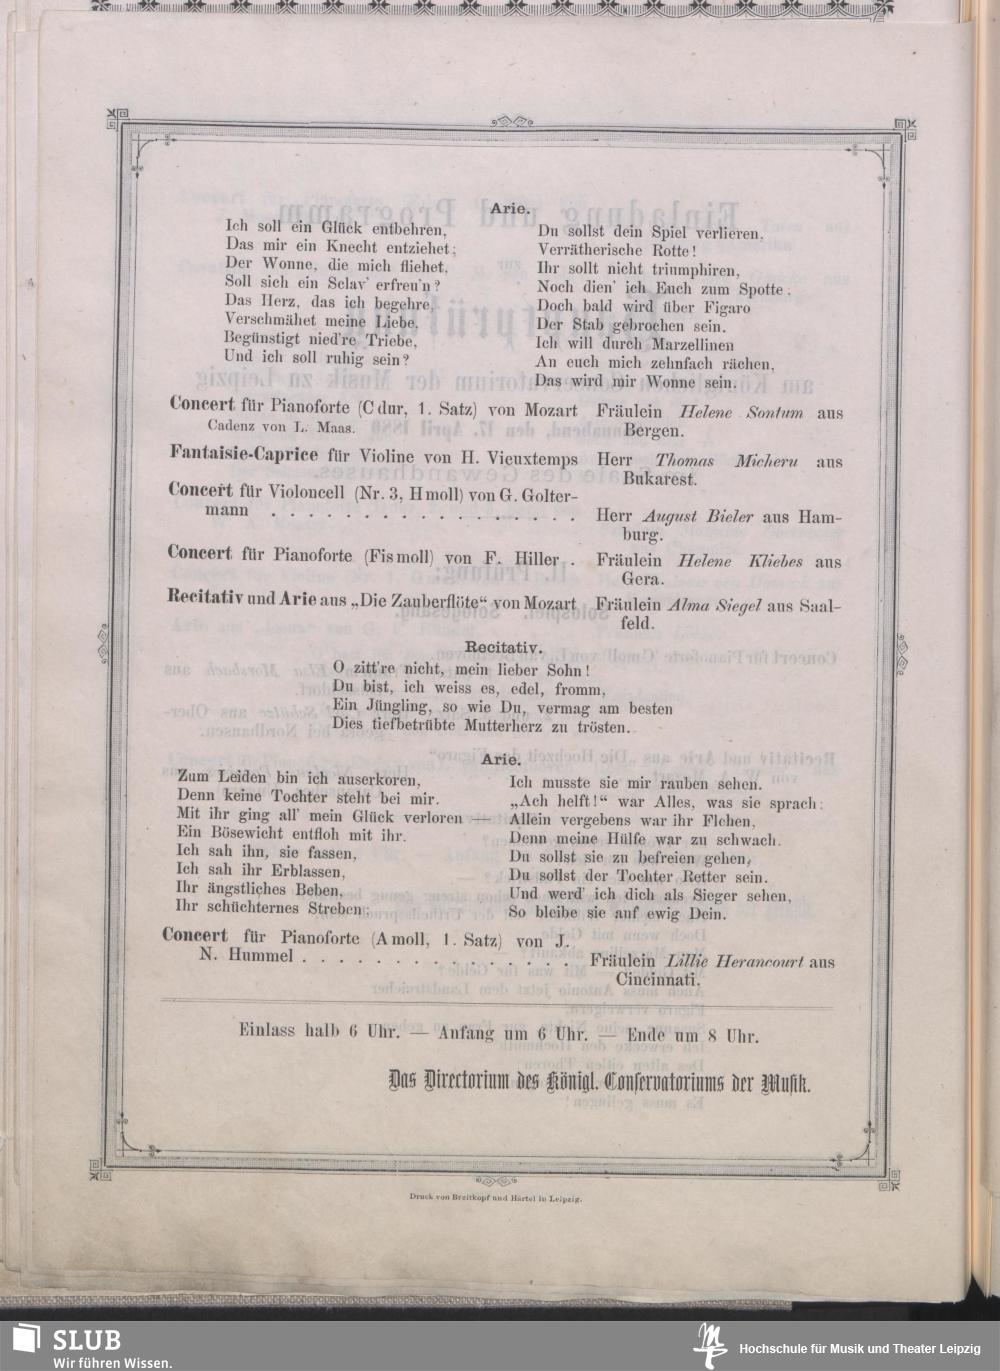 Arie.
Ich soll ein Glück entbehren,
Das mir ein Knecht entziehet;
Der Wonne, die mich fliehet,
Soll sich ein Sclav' erfreu'n?
Das Herz, das ich begehre,
Verschmähet meine Liebe,
Begünstigt nied're Triebe,
Und ich soll ruhig sein?
Du sollst dein Spiel verlieren,
Verrätherische Rotte!
Ihr sollt nicht triumphiren,
Noch dien' ich Euch zum Spotte;
Doch bald wird über Figaro
Der Stab gebrochen sein.
Ich will durch Marzellinen
An euch mich zehnfach rächen,
Das wird mir Wonne sein.
Concert für Pianoforte (Cdur, 1. Satz) von Mozart Fräulein Helene Sontum aus
Cadenz von L. Maas. Bergen.
Fantaisie-Caprice für Violine von H. Vieuxtemps Herr Thomas Micheru aus
Bukarest.
Concert für Violoncell (Nr. 3, Hmoll) von G. Golter-
mann . . . . . . . . . . . . . . . . . Herr August Bieler aus Ham-
burg.
Concert für Pianoforte (Fismoll) von F. Hiller . Fräulein Helene Kliebes aus
Gera.
Recitativ und Arie aus „Die Zauberflöte“ von Mozart Fräulein Alma Siegel aus Saal-
feld.
Recitativ.
O zitt're nicht, mein lieber Sohn!
Du bist, ich weiss es, edel, fromm,
Ein Jüngling, so wie Du, vermag am besten
Dies tiefbetrübte Mutterherz zu trösten.
Arie.
Zum Leiden bin ich auserkoren,
Denn keine Tochter steht bei mir.
Mit ihr ging all' mein Glück verloren —
Ein Bösewicht entfloh mit ihr.
Ich sah ihn, sie fassen,
Ich sah ihr Erblassen,
Ihr ängstliches Beben,
Ihr schüchternes Streben;
Ich musste sie mir rauben sehen.
„Ach helft!“ war Alles, was sie sprach;
Allein vergebens war ihr Flehen,
Denn meine Hülfe war zu schwach.
Du sollst sie zu befreien gehen,
Du sollst der Tochter Retter sein.
Und werd' ich dich als Sieger sehen,
So bleibe sie auf ewig Dein.
Concert für Pianoforte (Amoll, 1. Satz) von J.
N. Hummel . . . . . . . . . . . . . . . Fräulein Lillie Herancourt aus
Cincinnati.
Einlass halb 6 Uhr. — Anfang um 6 Uhr. — Ende um 8 Uhr.
Das Directorium des Königl. Conservatoriums der Musik.
Druck von Breitkopf und Härtel in Leipzig.
SLUB
Wir führen Wissen.
Hochschule für Musik und Theater Leipzig